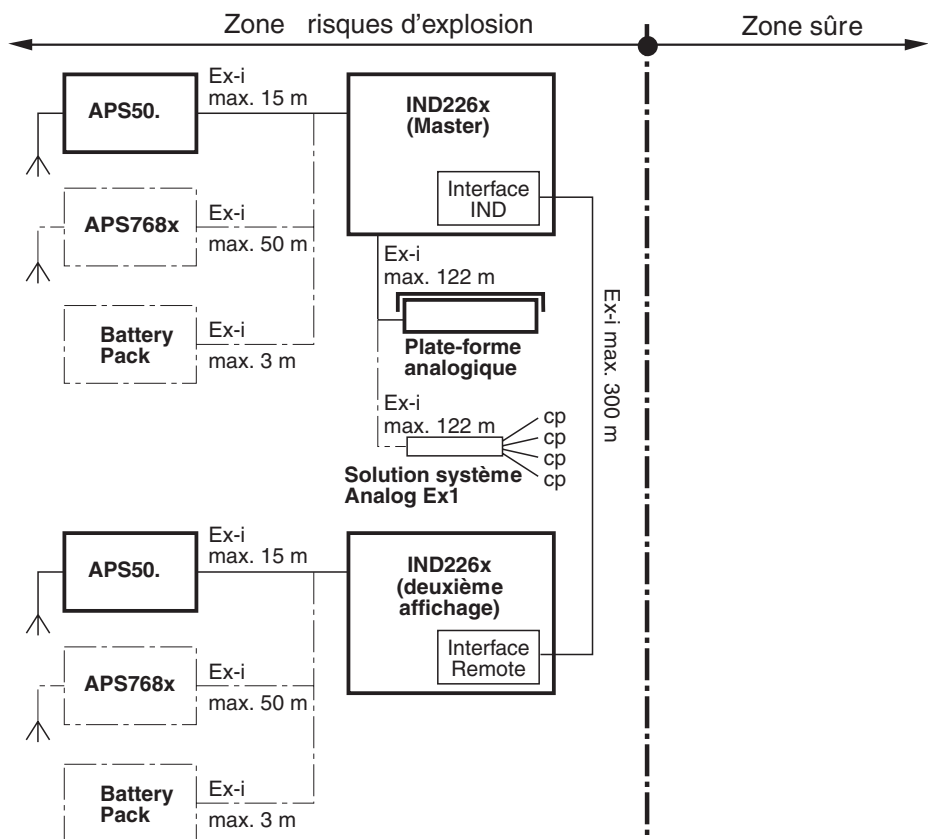 Zone risques d'explosion
Zone sûre
APS50.
Ex-i
max. 15 m
IND226x
(Master)
Interface
IND
APS768x
Ex-i
max. 50 m
Battery
Pack
Ex-i
max. 3 m
Ex-i
max. 122 m
Plate-forme
analogique
Ex-i
max. 122 m
cp
cp
cp
cp
Solution système
Analog Ex1
Ex-i max. 300 m
APS50.
Ex-i
max. 15 m
IND226x
(deuxième
affichage)
Interface
Remote
APS768x
Ex-i
max. 50 m
Battery
Pack
Ex-i
max. 3 m